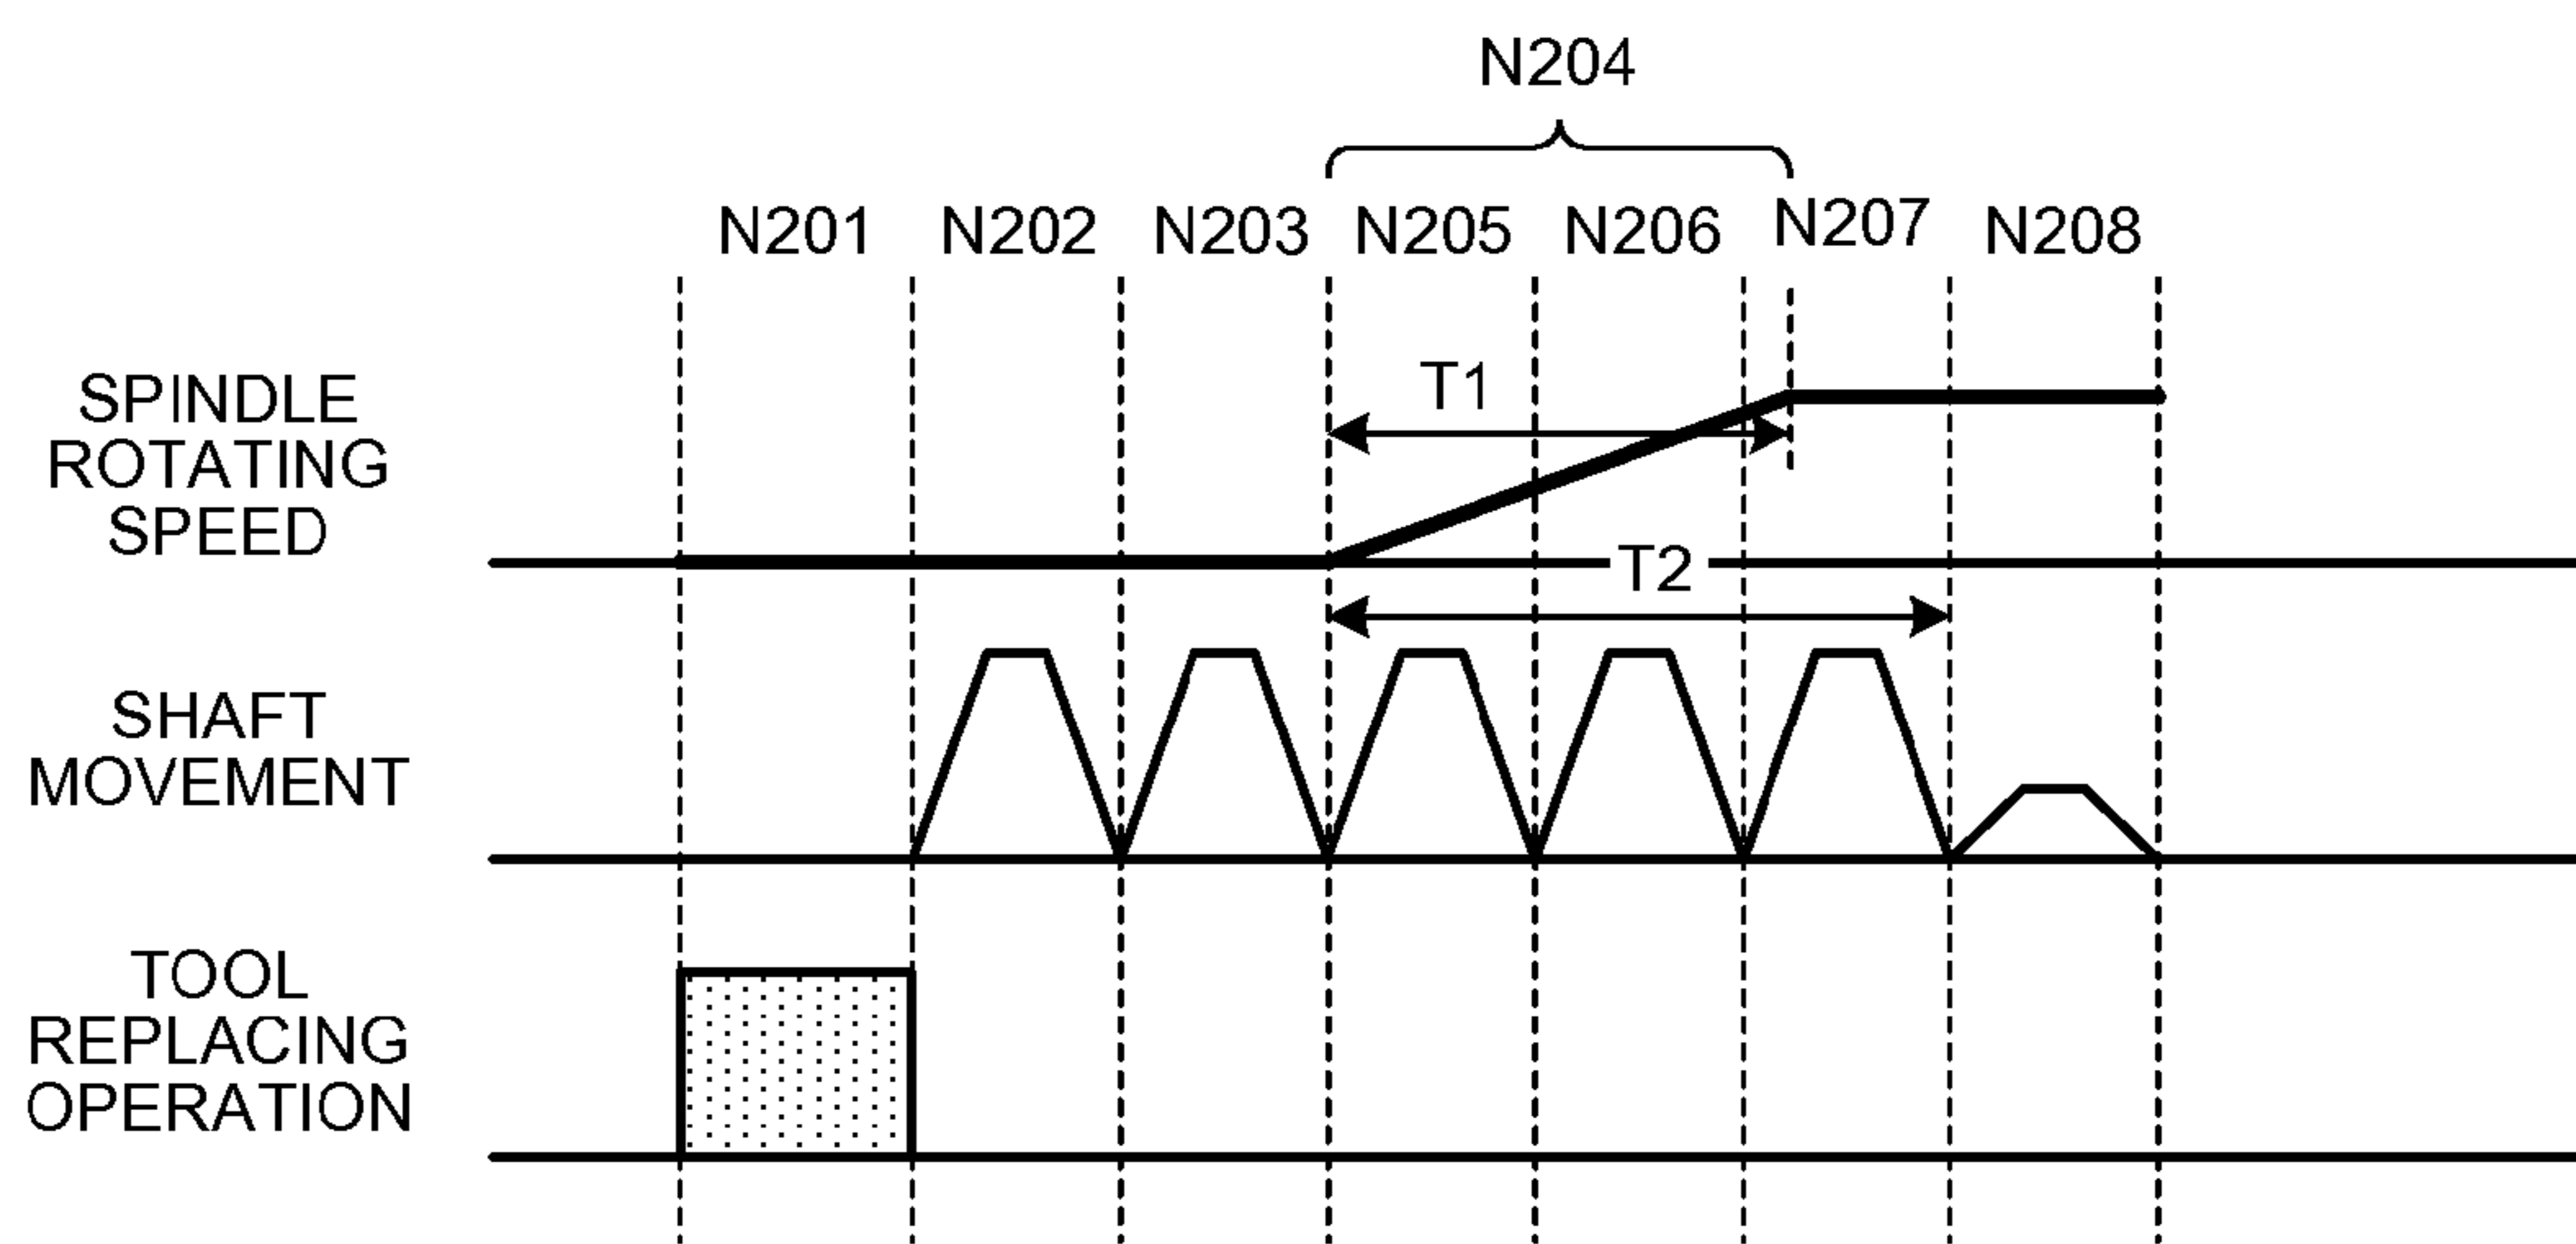 N204
N201 N202 N203 N205 N206 N207 N208
SPINDLE
ROTATING
SPEED
T1
T2
SHAFT
MOVEMENT
TOOL
REPLACING
OPERATION